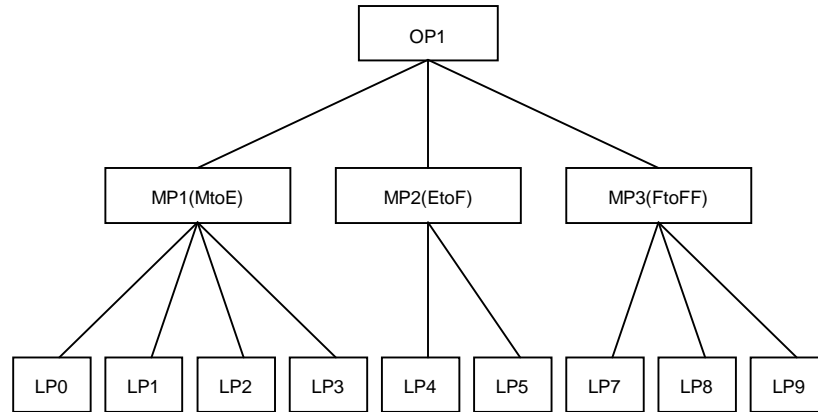 OP1
MP1(MtoE)
MP2(EtoF)
MP3(FtoFF)
LP0
LP1
LP2
LP3
LP4
LP5
LP7
LP8
LP9